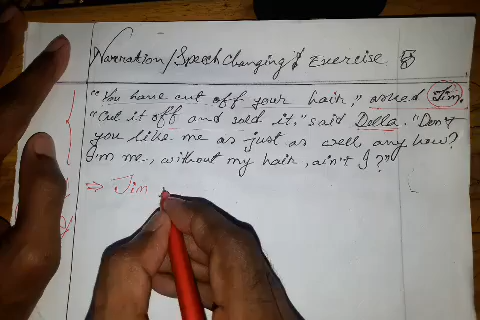 Narration/Speech Changing Exercise
"You have cut off your hair," asked Jim.
"Cut it off and sold it," said Della. "Don't
you like me as just as well, any how?
I'm me, without my hair, ain't I?"
⇒ Jim